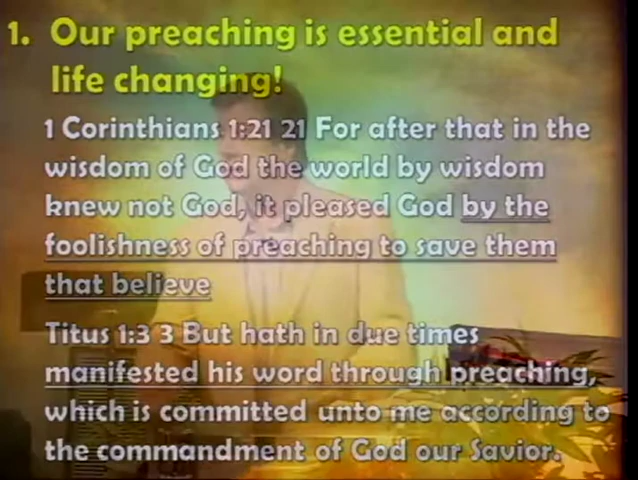 1. Our preaching is essential and
life changing!
1 Corinthians 1:21 21 For after that in the
wisdom of God the world by wisdom
knew not God, it pleased God by the
foolishness of preaching to save them
that believe
Titus 1:3 3 But hath in due times
manifested his word through preaching,
which is committed unto me according to
the commandment of God our Savior.